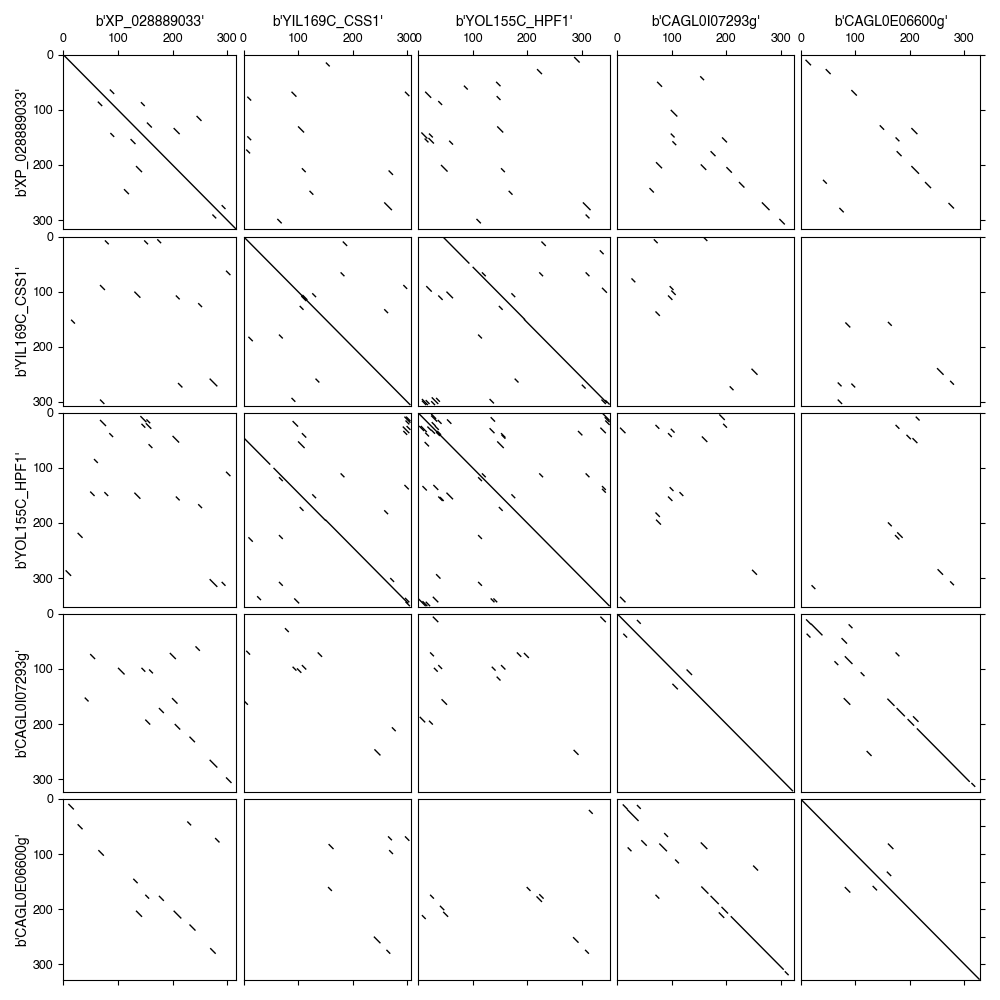 b'XP_028889033' b'YIL169C_CSS1' b'YOL155C_HPF1' b'CAGL0I07293g' b'CAGL0E06600g'
0 100 200 300 0 100 200 300 0 100 200 300 0 100 200 300 0 100 200 300
b'XP_028889033'
0
100
200
300
b'YIL169C_CSS1'
0
100
200
300
b'YOL155C_HPF1'
0
100
200
300
b'CAGL0I07293g'
0
100
200
300
b'CAGL0E06600g'
0
100
200
300